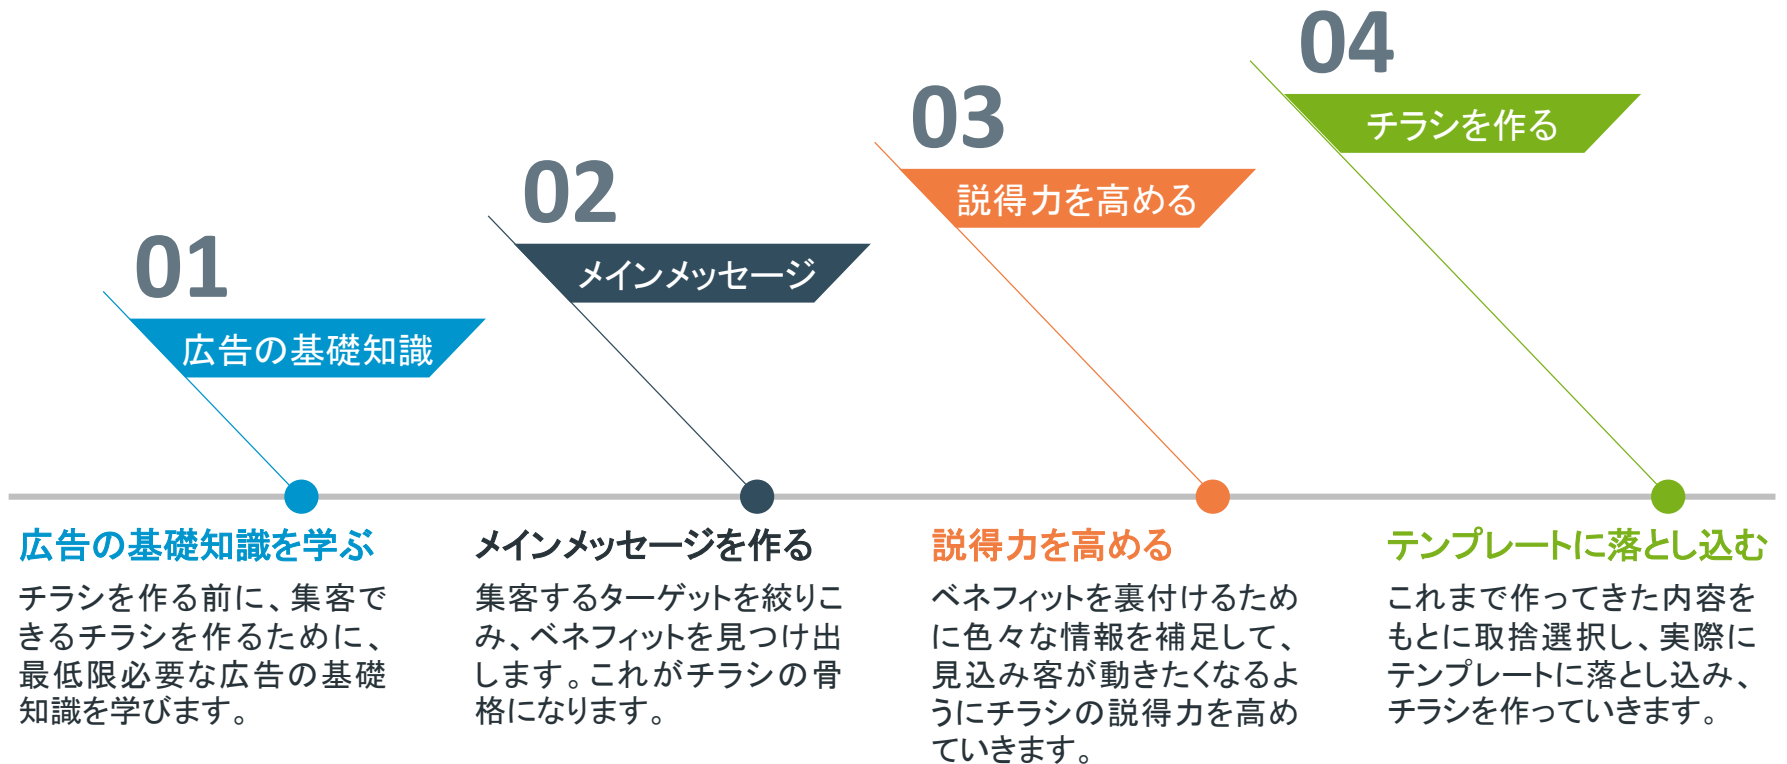 01
広告の基礎知識
02
メインメッセージ
03
説得力を高める
04
チラシを作る
広告の基礎知識を学ぶ
チラシを作る前に、集客で
きるチラシを作るために、
最低限必要な広告の基礎
知識を学びます。
メインメッセージを作る
集客するターゲットを絞りこ
み、ベネフィットを見つけ出
します。これがチラシの骨
格になります。
説得力を高める
ベネフィットを裏付けるため
に色々な情報を補足して、
見込み客が動きたくなるよ
うにチラシの説得力を高め
ていきます。
テンプレートに落とし込む
これまで作ってきた内容を
もとに取捨選択し、実際に
テンプレートに落とし込み、
チラシを作っていきます。